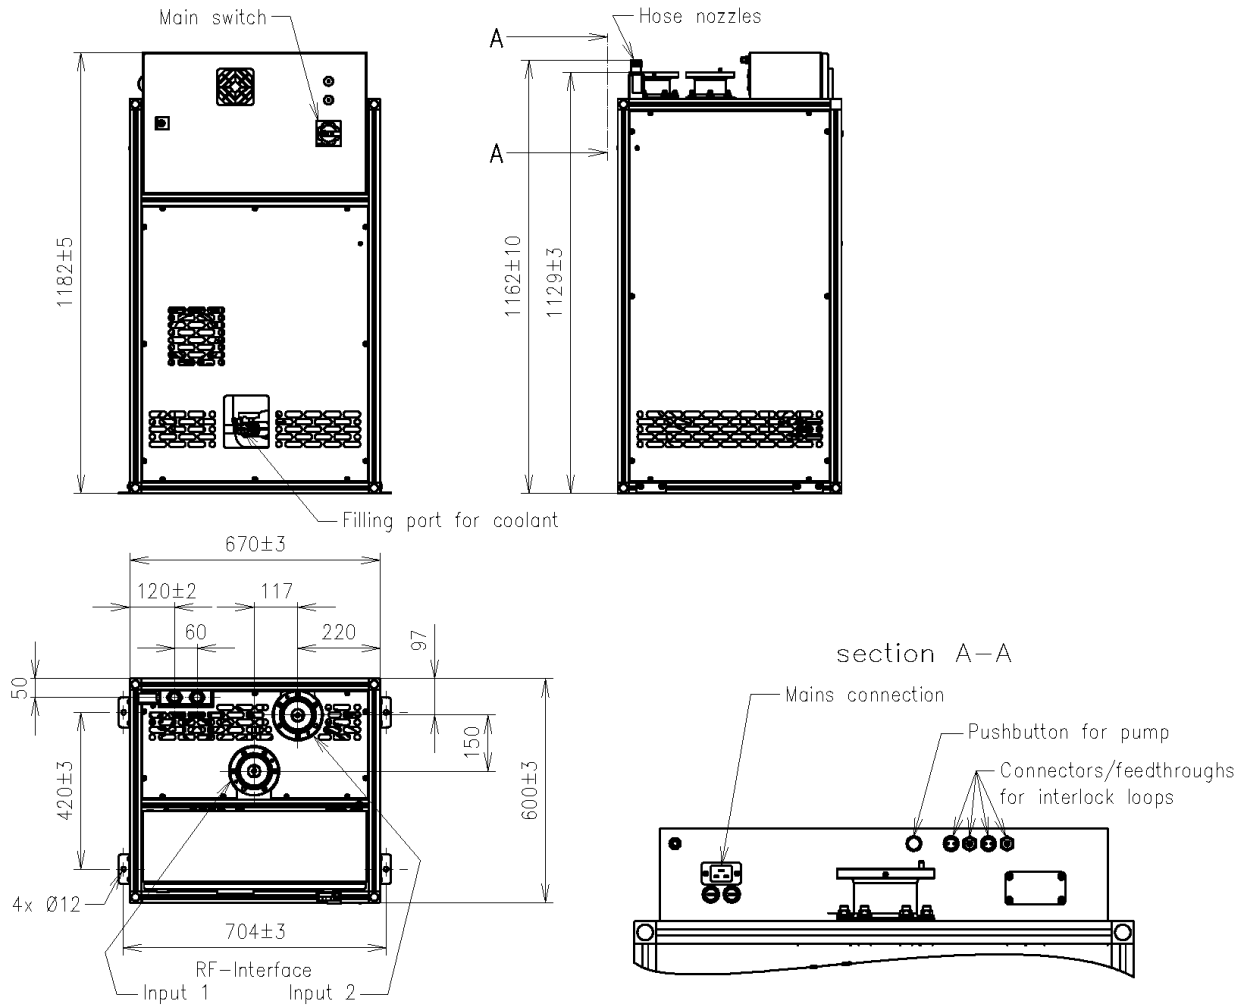 Main switch
Hose nozzles
A
A
1182±5
1162±10
1129±3
Filling port for coolant
670±3
120±2
117
60
220
97
50
150
420±3
600±3
4x Ø12
704±3
RF-Interface
Input 1
Input 2
section A-A
Mains connection
Pushbutton for pump
Connectors/feedthroughs
for interlock loops